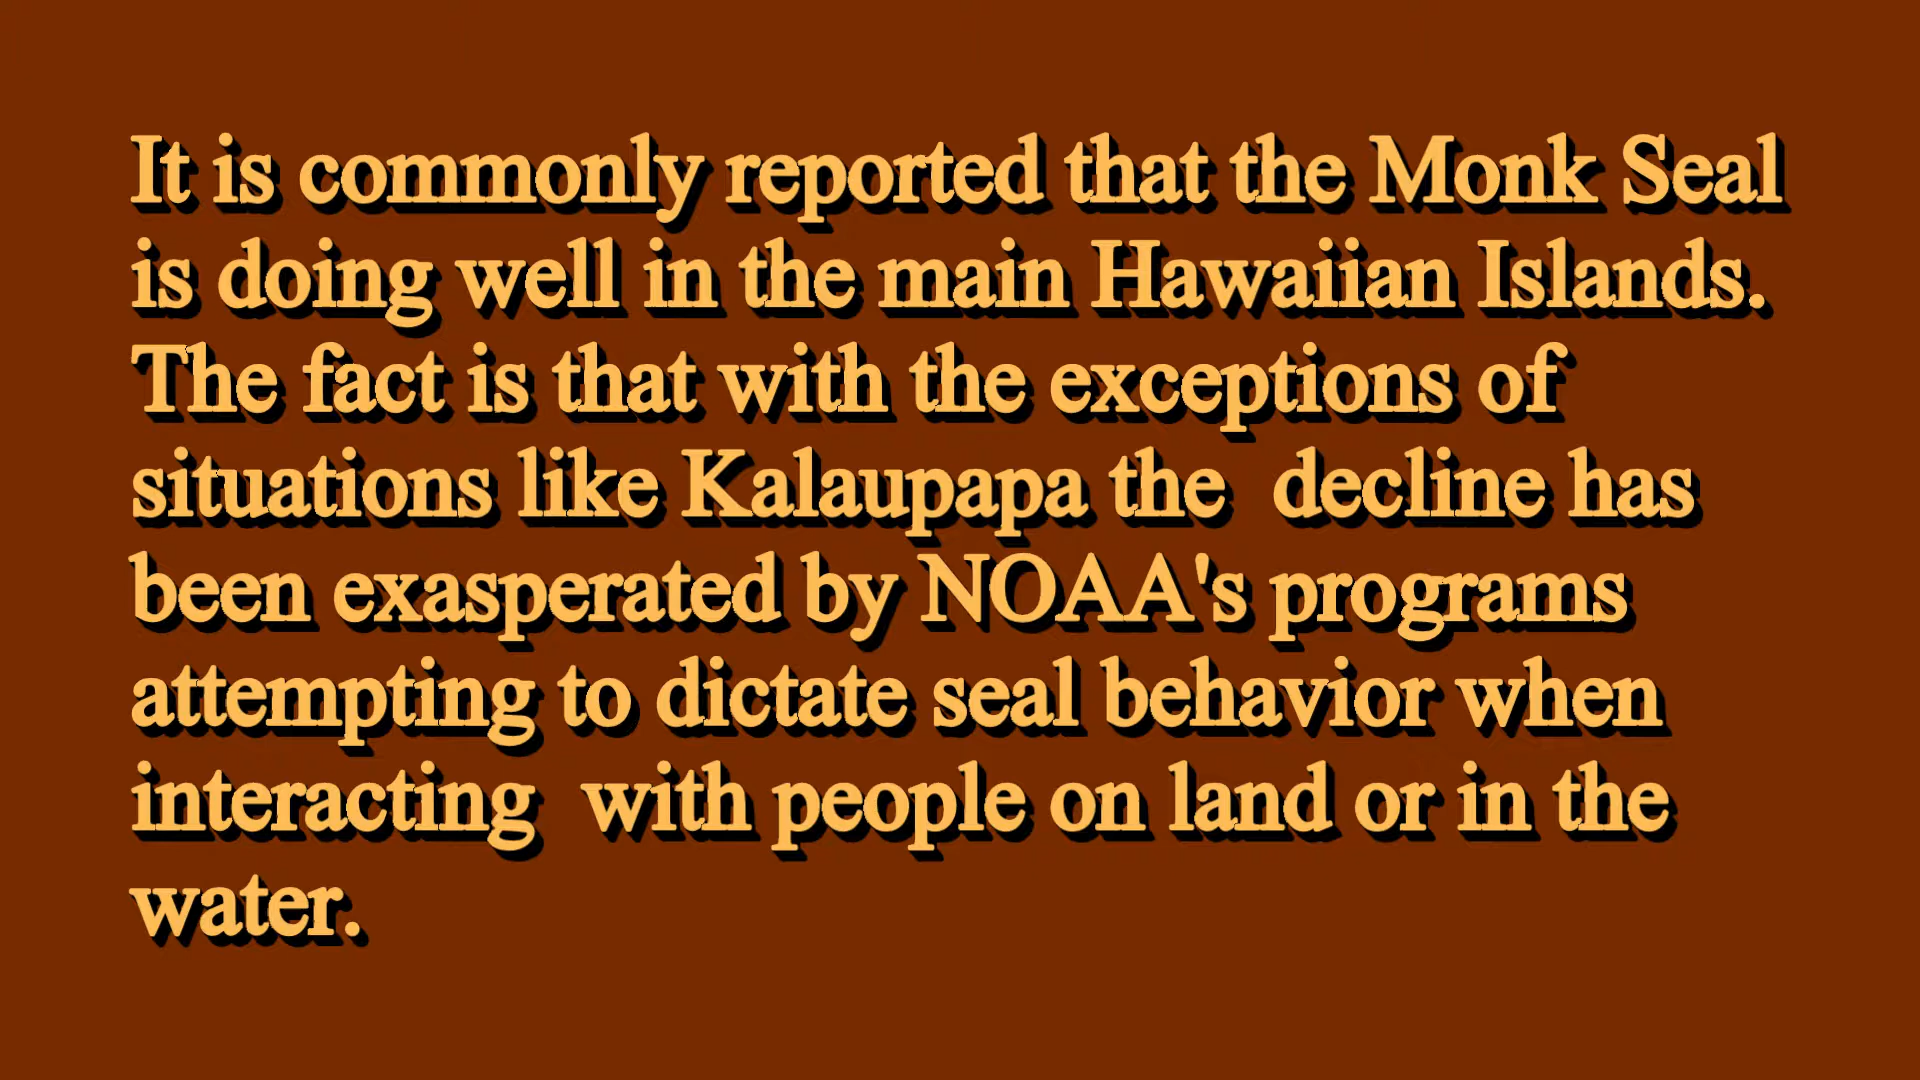 It is commonly reported that the Monk Seal
is doing well in the main Hawaiian Islands.
The fact is that with the exceptions of
situations like Kalaupapa the  decline has
been exasperated by NOAA's programs
attempting to dictate seal behavior when
interacting  with people on land or in the
water.